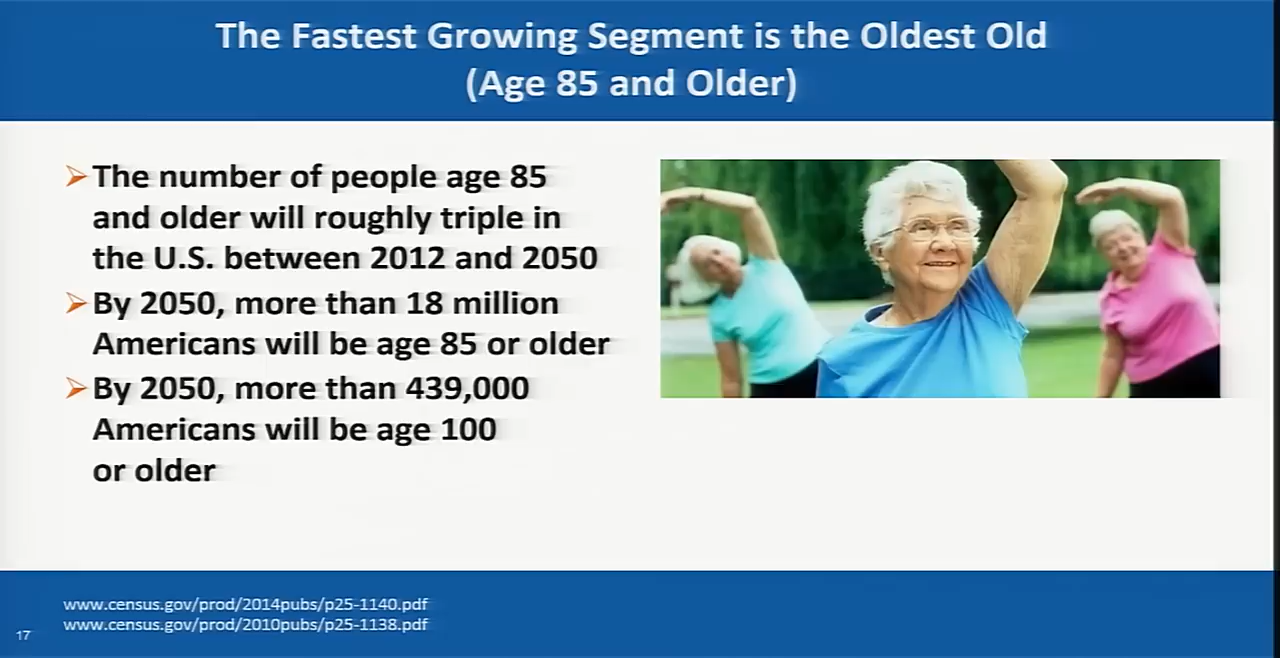 The Fastest Growing Segment is the Oldest Old
(Age 85 and Older)
➢The number of people age 85
and older will roughly triple in
the U.S. between 2012 and 2050
➢By 2050, more than 18 million
Americans will be age 85 or older
➢By 2050, more than 439,000
Americans will be age 100
or older
www.census.gov/prod/2014pubs/p25-1140.pdf
www.census.gov/prod/2010pubs/p25-1138.pdf
17